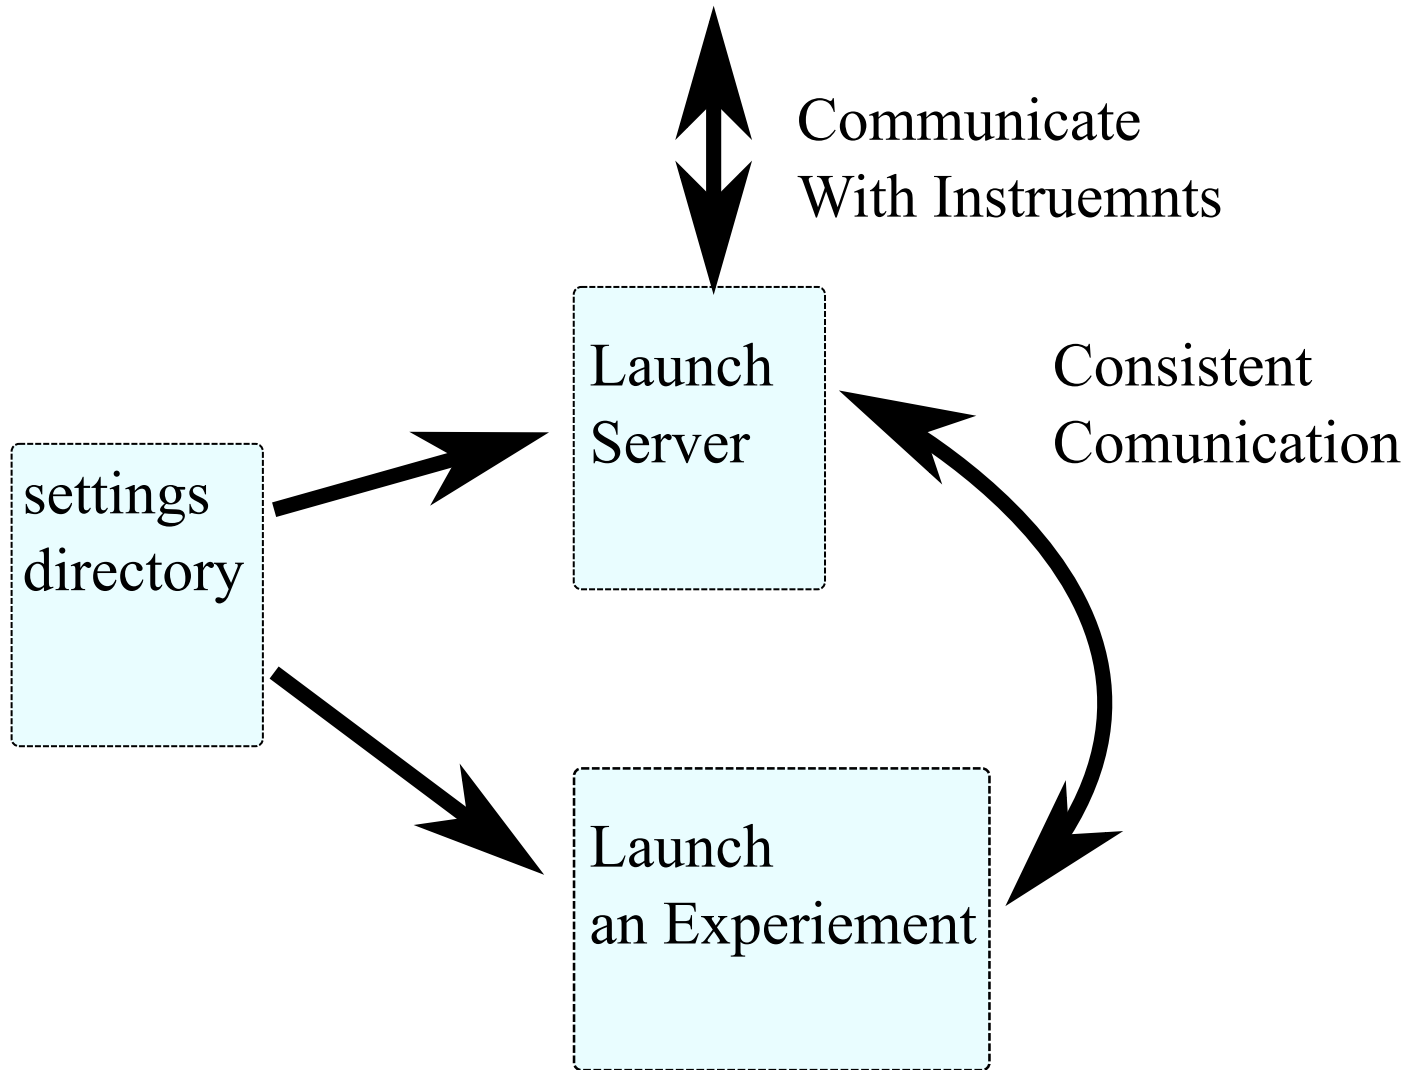 Communicate
With Instruemnts
Launch
Server
Consistent
Comunication
settings
directory
Launch
an Experiement